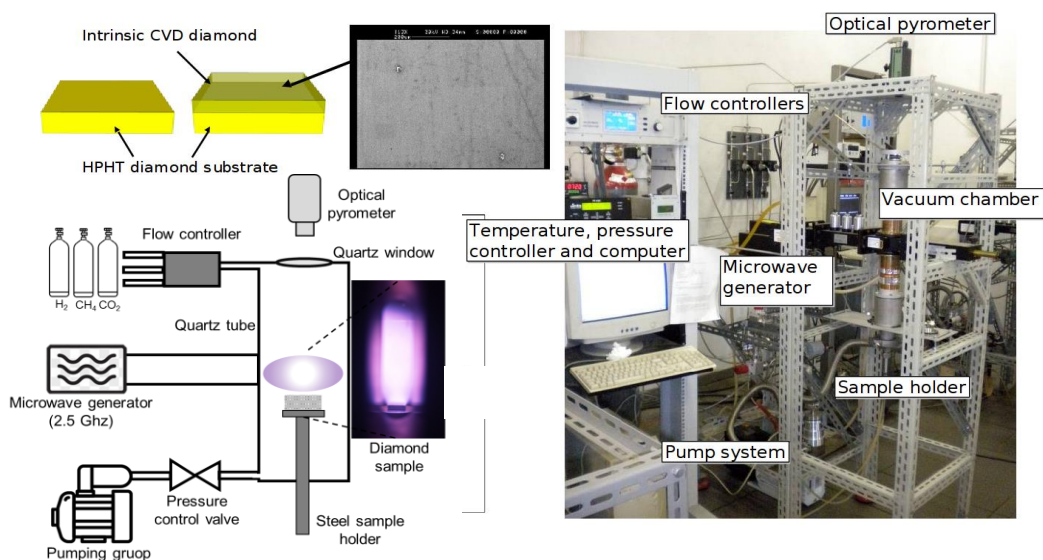 Intrinsic CVD diamond
HPHT diamond substrate
Optical
pyrometer
Flow controller
Quartz window
H2 CH4 CO2
Quartz tube
Microwave generator
(2.5 Ghz)
Diamond
sample
Pressure
control valve
Steel sample
holder
Pumping gruop
Optical pyrometer
Flow controllers
Vacuum chamber
Temperature, pressure
controller and computer
Microwave
generator
Sample holder
Pump system